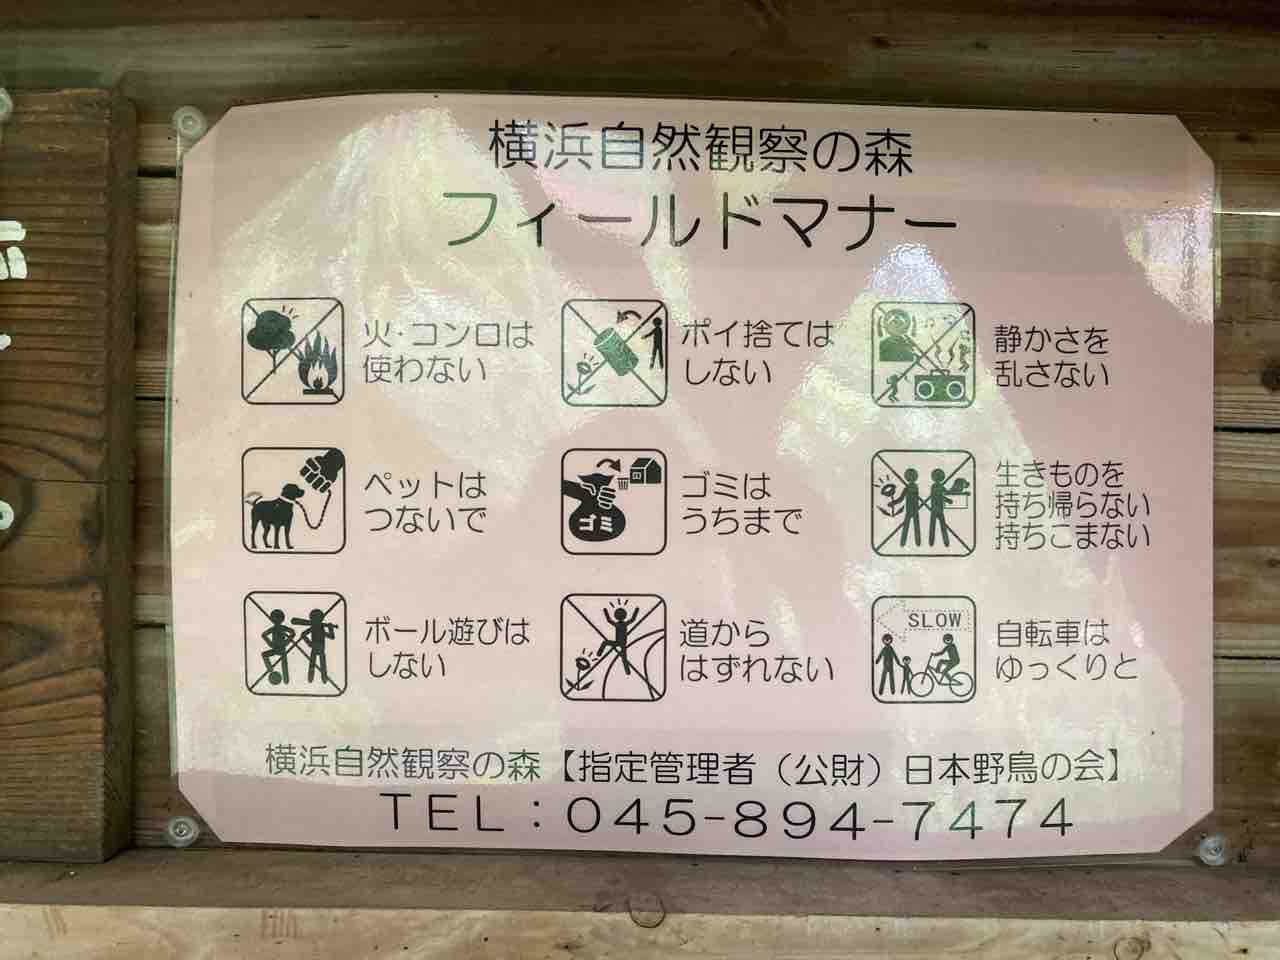 横浜自然観察の森
フィールドマナー
火・コンロは
使わない
ポイ捨ては
しない
静かさを
乱さない
ペットは
つないで
ゴミ
ゴミは
うちまで
生きものを
持ち帰らない
持ちこまない
ボール遊びは
しない
道から
はずれない
SLOW
自転車は
ゆっくりと
横浜自然観察の森【指定管理者（公財）日本野鳥の会】
TEL：045-894-7474